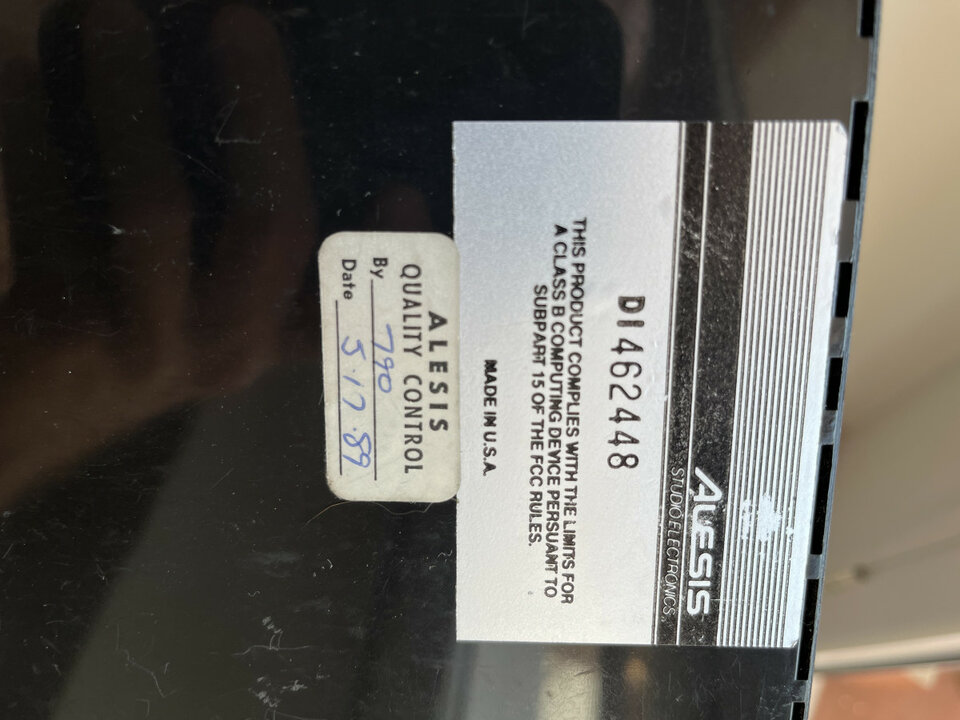 ALESIS
STUDIO ELECTRONICS
DI462448
THIS PRODUCT COMPLIES WITH THE LIMITS FOR
A CLASS B COMPUTING DEVICE PERSUANT TO
SUBPART 15 OF THE FCC RULES.
MADE IN U.S.A.
ALESIS
QUALITY CONTROL
By 790
Date 5.17.89